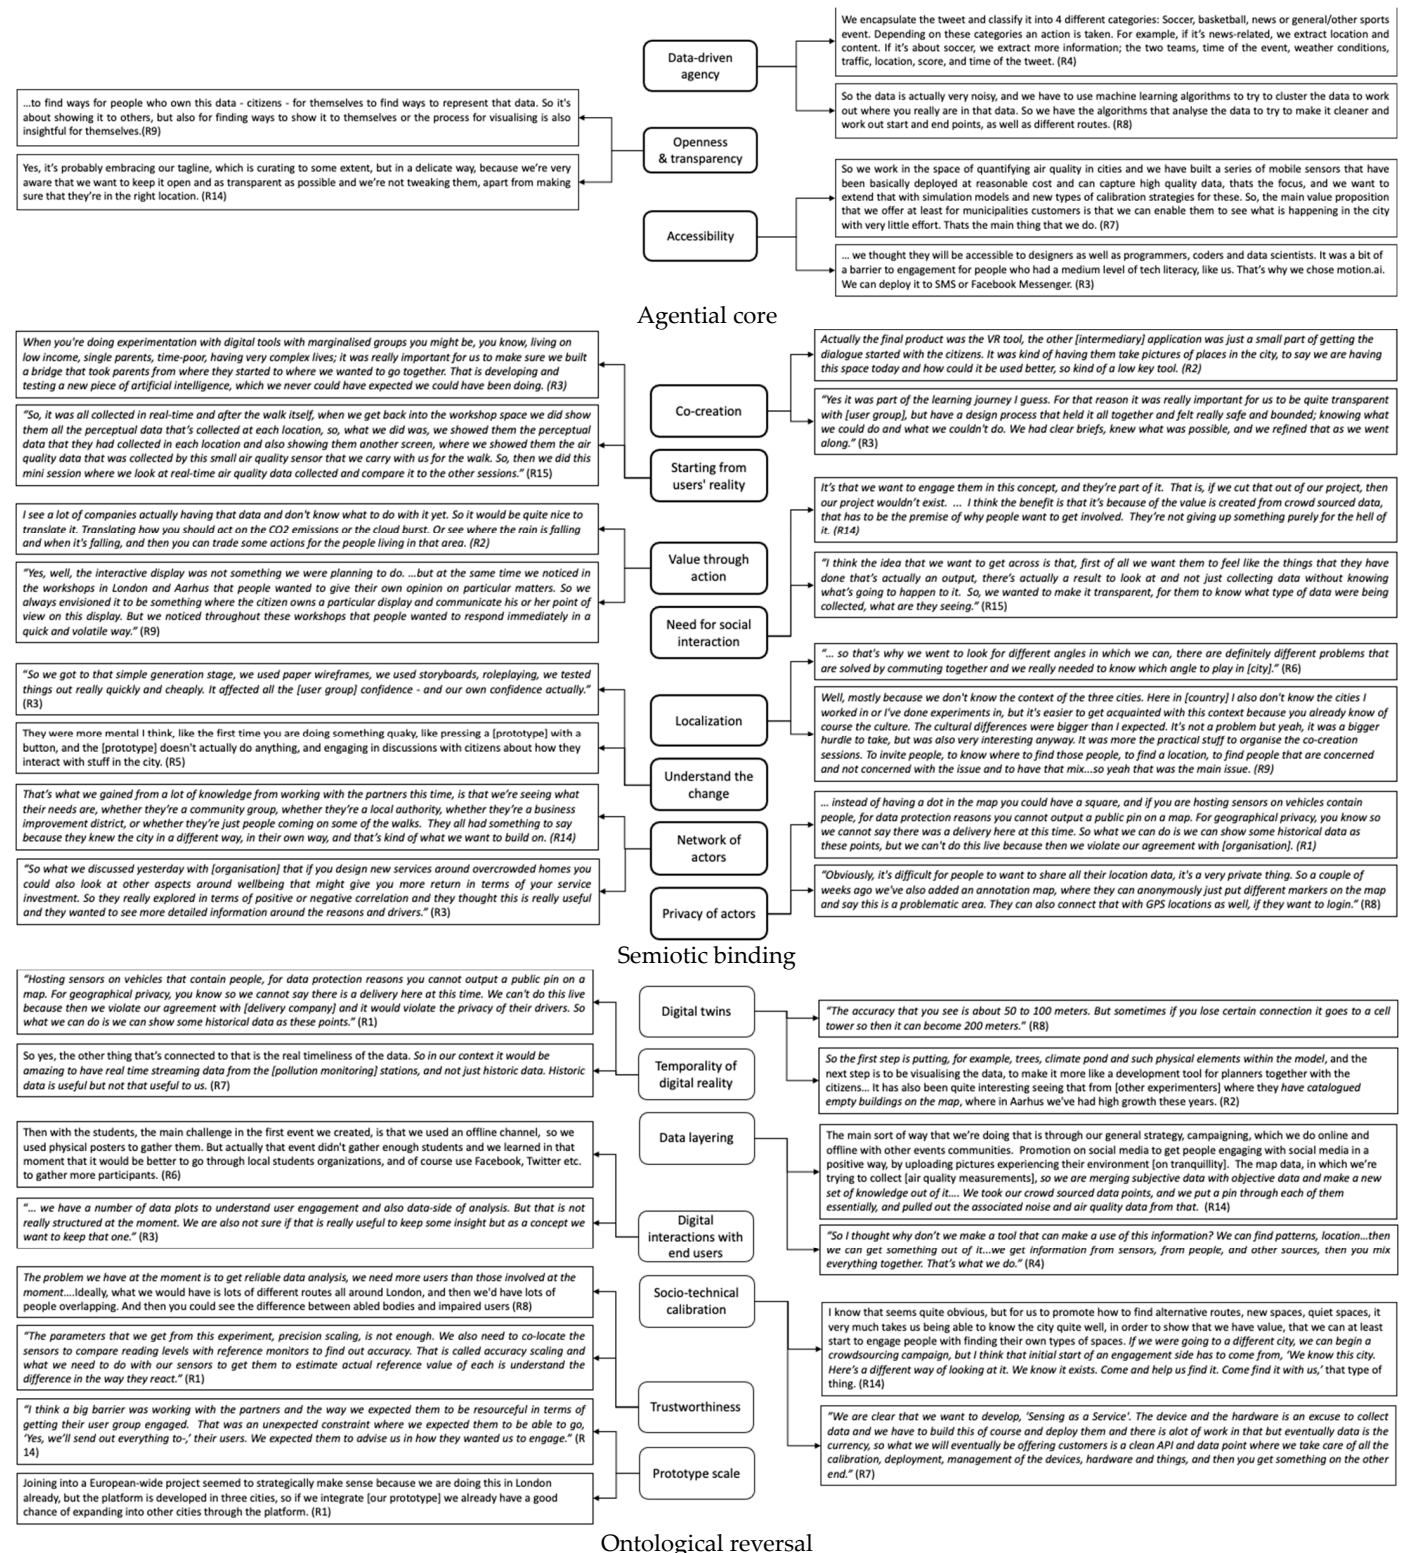 We encapsulate the tweet and classify it into 4 different categories: Soccer, basketball, news or general/other sports
event. Depending on these categories an action is taken. For example, if it's news-related, we extract location and
content. If it's about soccer, we extract more information; the two teams, time of the event, weather conditions,
traffic, location, score, and time of the tweet. (R4)
Data-driven
agency
So the data is actually very noisy, and we have to use machine learning algorithms to try to cluster the data to work
out where you really are in that data. So we have the algorithms that analyse the data to try to make it cleaner and
work out start and end points, as well as different routes. (R8)
...to find ways for people who own this data - citizens - for themselves to find ways to represent that data. So it's
about showing it to others, but also for finding ways to show it to themselves or the process for visualising is also
insightful for themselves.(R9)
Openness
& transparency
Yes, it's probably embracing our tagline, which is curating to some extent, but in a delicate way, because we're very
aware that we want to keep it open and as transparent as possible and we're not tweaking them, apart from making
sure that they're in the right location. (R14)
So we work in the space of quantifying air quality in cities and we have built a series of mobile sensors that have
been basically deployed at reasonable cost and can capture high quality data, thats the focus, and we want to
extend that with simulation models and new types of calibration strategies for these. So, the main value proposition
that we offer at least for municipalities customers is that we can enable them to see what is happening in the city
with very little effort. Thats the main thing that we do. (R7)
Accessibility
... we thought they will be accessible to designers as well as programmers, coders and data scientists. It was a bit of
a barrier to engagement for people who had a medium level of tech literacy, like us. That's why we chose motion.ai.
We can deploy it to SMS or Facebook Messenger. (R3)
Agential core
When you're doing experimentation with digital tools with marginalised groups you might be, you know, living on
low income, single parents, time-poor, having very complex lives; it was really important for us to make sure we built
a bridge that took parents from where they started to where we wanted to go together. That is developing and
testing a new piece of artificial intelligence, which we never could have expected we could have been doing. (R3)
Actually the final product was the VR tool, the other [intermediary] application was just a small part of getting the
dialogue started with the citizens. It was kind of having them take pictures of places in the city, to say we are having
this space today and how could it be used better, so kind of a low key tool. (R2)
Co-creation
"Yes it was part of the learning journey I guess. For that reason it was really important for us to be quite transparent
with [user group], but have a design process that held it all together and felt really safe and bounded; knowing what
we could do and what we couldn't do. We had clear briefs, knew what was possible, and we refined that as we went
along." (R3)
"So, it was all collected in real-time and after the walk itself, when we get back into the workshop space we did show
them all the perceptual data that's collected at each location, so, what we did was, we showed them the perceptual
data that they had collected in each location and also showing them another screen, where we showed them the air
quality data that was collected by this small air quality sensor that we carry with us for the walk. So, then we did this
mini session where we look at real-time air quality data collected and compare it to the other sessions." (R15)
Starting from
users' reality
It's that we want to engage them in this concept, and they're part of it. That is, if we cut that out of our project, then
our project wouldn't exist. ... I think the benefit is that it's because of the value is created from crowd sourced data,
that has to be the premise of why people want to get involved. They're not giving up something purely for the hell of
it. (R14)
I see a lot of companies actually having that data and don't know what to do with it yet. So it would be quite nice to
translate it. Translating how you should act on the CO2 emissions or the cloud burst. Or see where the rain is falling
and when it's falling, and then you can trade some actions for the people living in that area. (R2)
Value through
action
"Yes, well, the interactive display was not something we were planning to do. ...but at the same time we noticed in
the workshops in London and Aarhus that people wanted to give their own opinion on particular matters. So we
always envisioned it to be something where the citizen owns a particular display and communicate his or her point of
view on this display. But we noticed throughout these workshops that people wanted to respond immediately in a
quick and volatile way." (R9)
"I think the idea that we want to get across is that, first of all we want them to feel like the things that they have
done that's actually an output, there's actually a result to look at and not just collecting data without knowing
what's going to happen to it. So, we wanted to make it transparent, for them to know what type of data were being
collected, what are they seeing." (R15)
Need for social
interaction
"... so that's why we went to look for different angles in which we can, there are definitely different problems that
are solved by commuting together and we really needed to know which angle to play in [city]." (R6)
"So we got to that simple generation stage, we used paper wireframes, we used storyboards, roleplaying, we tested
things out really quickly and cheaply. It affected all the [user group] confidence - and our own confidence actually."
(R3)
Localization
Well, mostly because we don't know the context of the three cities. Here in [country] I also don't know the cities I
worked in or I've done experiments in, but it's easier to get acquainted with this context because you already know of
course the culture. The cultural differences were bigger than I expected. It's not a problem but yeah, it was a bigger
hurdle to take, but was also very interesting anyway. It was more the practical stuff to organise the co-creation
sessions. To invite people, to know where to find those people, to find a location, to find people that are concerned
and not concerned with the issue and to have that mix...so yeah that was the main issue. (R9)
They were more mental I think, like the first time you are doing something quaky, like pressing a [prototype] with a
button, and the [prototype] doesn't actually do anything, and engaging in discussions with citizens about how they
interact with stuff in the city. (R5)
Understand the
change
That's what we gained from a lot of knowledge from working with the partners this time, is that we're seeing what
their needs are, whether they're a community group, whether they're a local authority, whether they're a business
improvement district, or whether they're just people coming on some of the walks. They all had something to say
because they knew the city in a different way, in their own way, and that's kind of what we want to build on. (R14)
Network of
actors
... instead of having a dot in the map you could have a square, and if you are hosting sensors on vehicles contain
people, for data protection reasons you cannot output a public pin on a map. For geographical privacy, you know so
we cannot say there was a delivery here at this time. So what we can do is we can show some historical data as
these points, but we can't do this live because then we violate our agreement with [organisation]. (R1)
"So what we discussed yesterday with [organisation] that if you design new services around overcrowded homes you
could also look at other aspects around wellbeing that might give you more return in terms of your service
investment. So they really explored in terms of positive or negative correlation and they thought this is really useful
and they wanted to see more detailed information around the reasons and drivers." (R3)
Privacy of actors
"Obviously, it's difficult for people to want to share all their location data, it's a very private thing. So a couple of
weeks ago we've also added an annotation map, where they can anonymously just put different markers on the map
and say this is a problematic area. They can also connect that with GPS locations as well, if they want to login." (R8)
Semiotic binding
"Hosting sensors on vehicles that contain people, for data protection reasons you cannot output a public pin on a
map. For geographical privacy, you know so we cannot say there is a delivery here at this time. We can't do this live
because then we violate our agreement with [delivery company] and it would violate the privacy of their drivers. So
what we can do is we can show some historical data as these points." (R1)
Digital twins
"The accuracy that you see is about 50 to 100 meters. But sometimes if you lose certain connection it goes to a cell
tower so then it can become 200 meters." (R8)
So yes, the other thing that's connected to that is the real timeliness of the data. So in our context it would be
amazing to have real time streaming data from the [pollution monitoring] stations, and not just historic data. Historic
data is useful but not that useful to us. (R7)
Temporality of
digital reality
So the first step is putting, for example, trees, climate pond and such physical elements within the model, and the
next step is to be visualising the data, to make it more like a development tool for planners together with the
citizens... It has also been quite interesting seeing that from [other experimenters] where they have catalogued
empty buildings on the map, where in Aarhus we've had high growth these years. (R2)
Then with the students, the main challenge in the first event we created, is that we used an offline channel, so we
used physical posters to gather them. But actually that event didn't gather enough students and we learned in that
moment that it would be better to go through local students organizations, and of course use Facebook, Twitter etc.
to gather more participants. (R6)
Data layering
The main sort of way that we're doing that is through our general strategy, campaigning, which we do online and
offline with other events communities. Promotion on social media to get people engaging with social media in a
positive way, by uploading pictures experiencing their environment [on tranquillity]. The map data, in which we're
trying to collect [air quality measurements], so we are merging subjective data with objective data and make a new
set of knowledge out of it.... We took our crowd sourced data points, and we put a pin through each of them
essentially, and pulled out the associated noise and air quality data from that. (R14)
"... we have a number of data plots to understand user engagement and also data-side of analysis. But that is not
really structured at the moment. We are also not sure if that is really useful to keep some insight but as a concept we
want to keep that one." (R3)
Digital
interactions with
end users
"So I thought why don't we make a tool that can make a use of this information? We can find patterns, location...then
we can get something out of it...we get information from sensors, from people, and other sources, then you mix
everything together. That's what we do." (R4)
The problem we have at the moment is to get reliable data analysis, we need more users than those involved at the
moment....Ideally, what we would have is lots of different routes all around London, and then we'd have lots of
people overlapping. And then you could see the difference between abled bodies and impaired users (R8)
Socio-technical
calibration
I know that seems quite obvious, but for us to promote how to find alternative routes, new spaces, quiet spaces, it
very much takes us being able to know the city quite well, in order to show that we have value, that we can at least
start to engage people with finding their own types of spaces. If we were going to a different city, we can begin a
crowdsourcing campaign, but I think that initial start of an engagement side has to come from, 'We know this city.
Here's a different way of looking at it. We know it exists. Come and help us find it. Come find it with us,' that type of
thing. (R14)
"The parameters that we get from this experiment, precision scaling, is not enough. We also need to co-locate the
sensors to compare reading levels with reference monitors to find out accuracy. That is called accuracy scaling and
what we need to do with our sensors to get them to estimate actual reference value of each is understand the
difference in the way they react." (R1)
Trustworthiness
"I think a big barrier was working with the partners and the way we expected them to be resourceful in terms of
getting their user group engaged. That was an unexpected constraint where we expected them to be able to go,
'Yes, we'll send out everything to-,' their users. We expected them to advise us in how they wanted us to engage." (R
14)
"We are clear that we want to develop, 'Sensing as a Service'. The device and the hardware is an excuse to collect
data and we have to build this of course and deploy them and there is alot of work in that but eventually data is the
currency, so what we will eventually be offering customers is a clean API and data point where we take care of all the
calibration, deployment, management of the devices, hardware and things, and then you get something on the other
end." (R7)
Prototype scale
Joining into a European-wide project seemed to strategically make sense because we are doing this in London
already, but the platform is developed in three cities, so if we integrate [our prototype] we already have a good
chance of expanding into other cities through the platform. (R1)
Ontological reversal